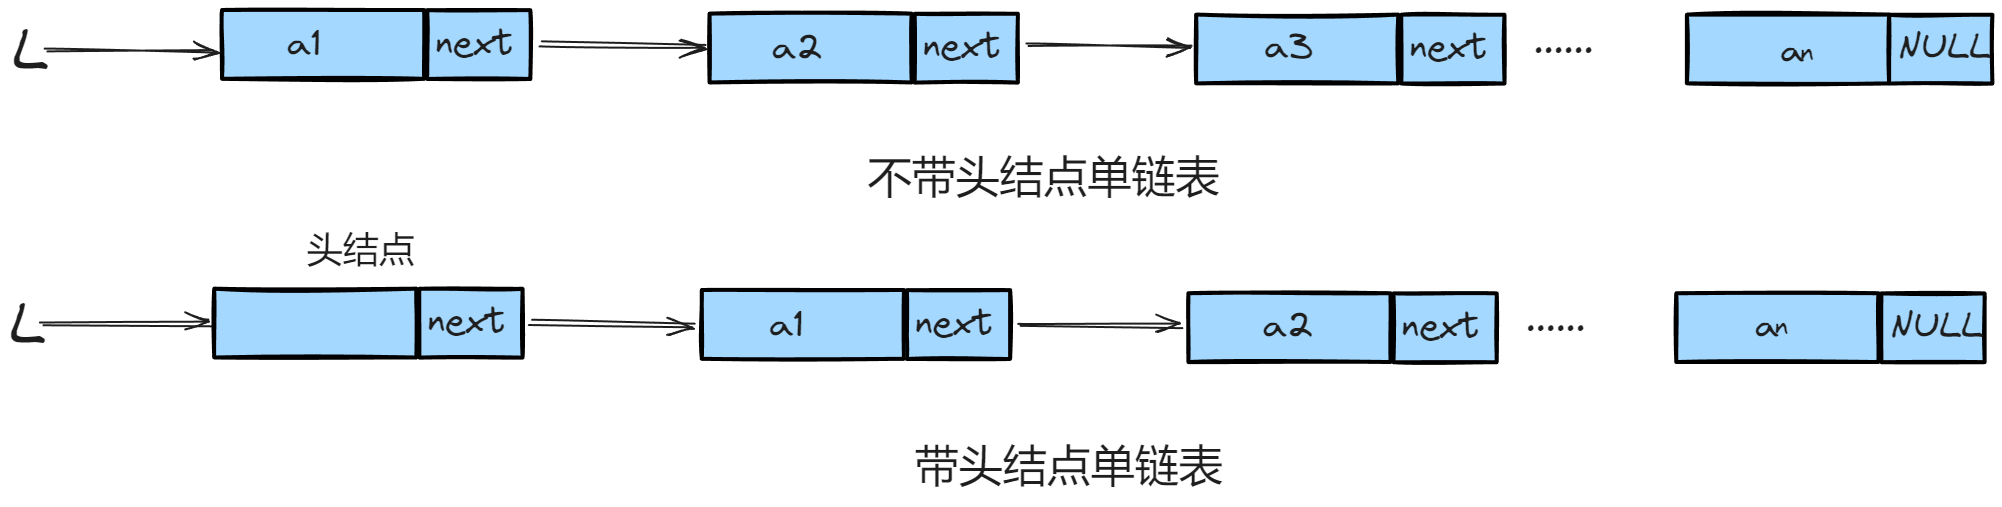 L a1 next a2 next a3 next ...... an NULL
不带头结点单链表
头结点
L next a1 next a2 next ...... an NULL
带头结点单链表